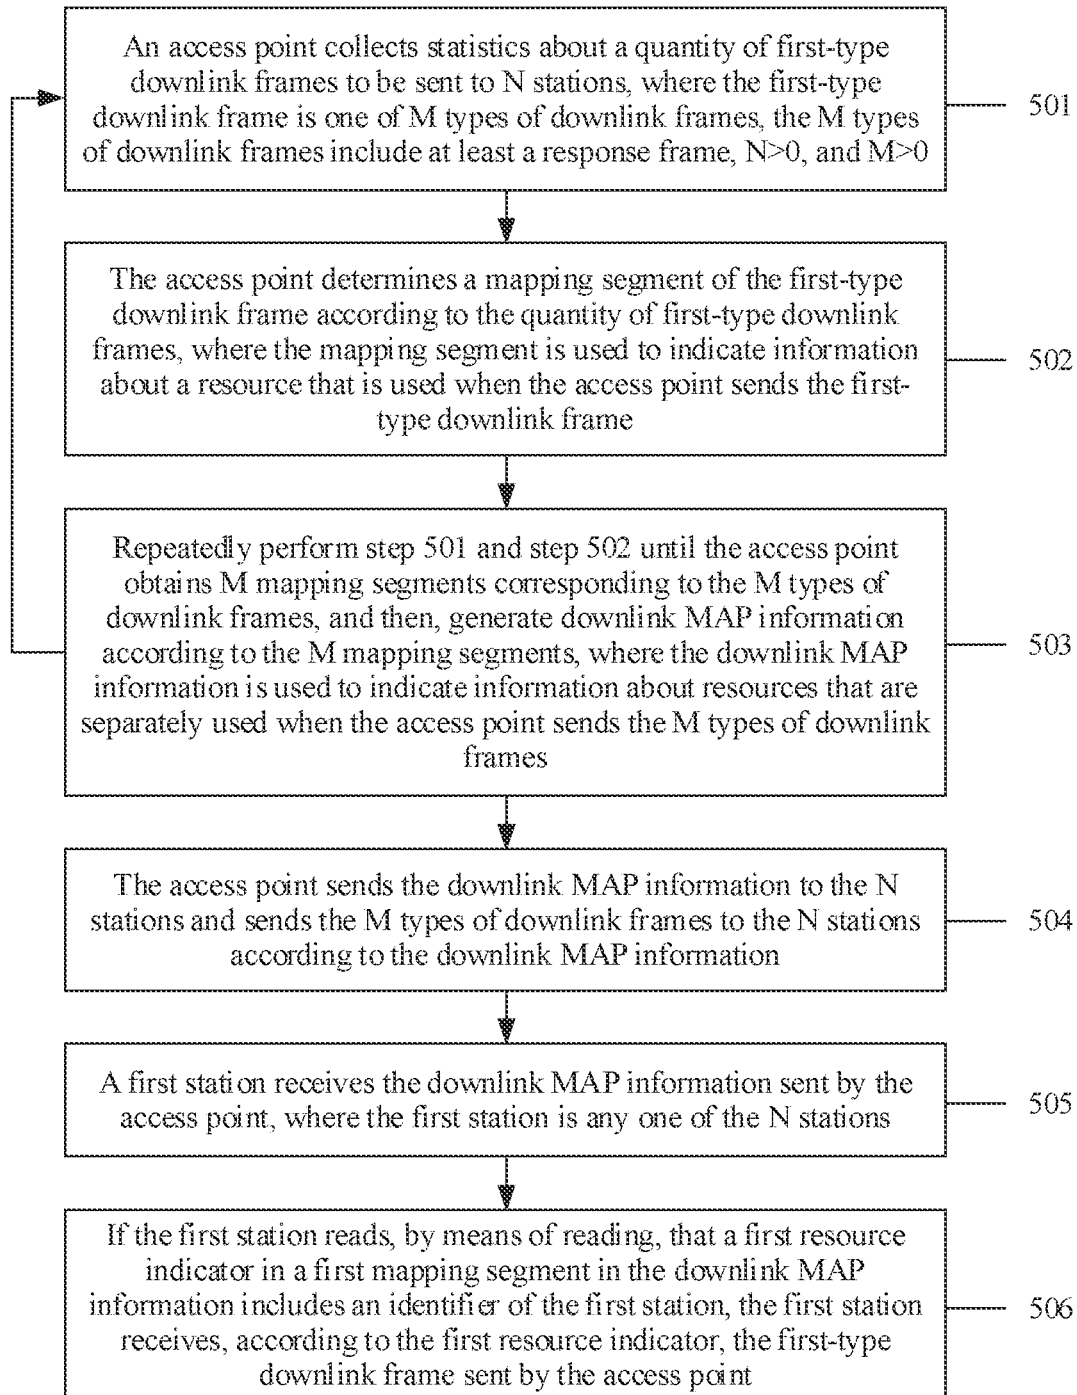 An access point collects statistics about a quantity of first-type
downlink frames to be sent to N stations, where the first-type
downlink frame is one of M types of downlink frames, the M types
of downlink frames include at least a response frame, N>0, and M>0
501
The access point determines a mapping segment of the first-type
downlink frame according to the quantity of first-type downlink
frames, where the mapping segment is used to indicate information
about a resource that is used when the access point sends the first-
type downlink frame
502
Repeatedly perform step 501 and step 502 until the access point
obtains M mapping segments corresponding to the M types of
downlink frames, and then, generate downlink MAP information
according to the M mapping segments, where the downlink MAP
information is used to indicate information about resources that are
separately used when the access point sends the M types of downlink
frames
503
The access point sends the downlink MAP information to the N
stations and sends the M types of downlink frames to the N stations
according to the downlink MAP information
504
A first station receives the downlink MAP information sent by the
access point, where the first station is any one of the N stations
505
If the first station reads, by means of reading, that a first resource
indicator in a first mapping segment in the downlink MAP
information includes an identifier of the first station, the first station
receives, according to the first resource indicator, the first-type
downlink frame sent by the access point
506